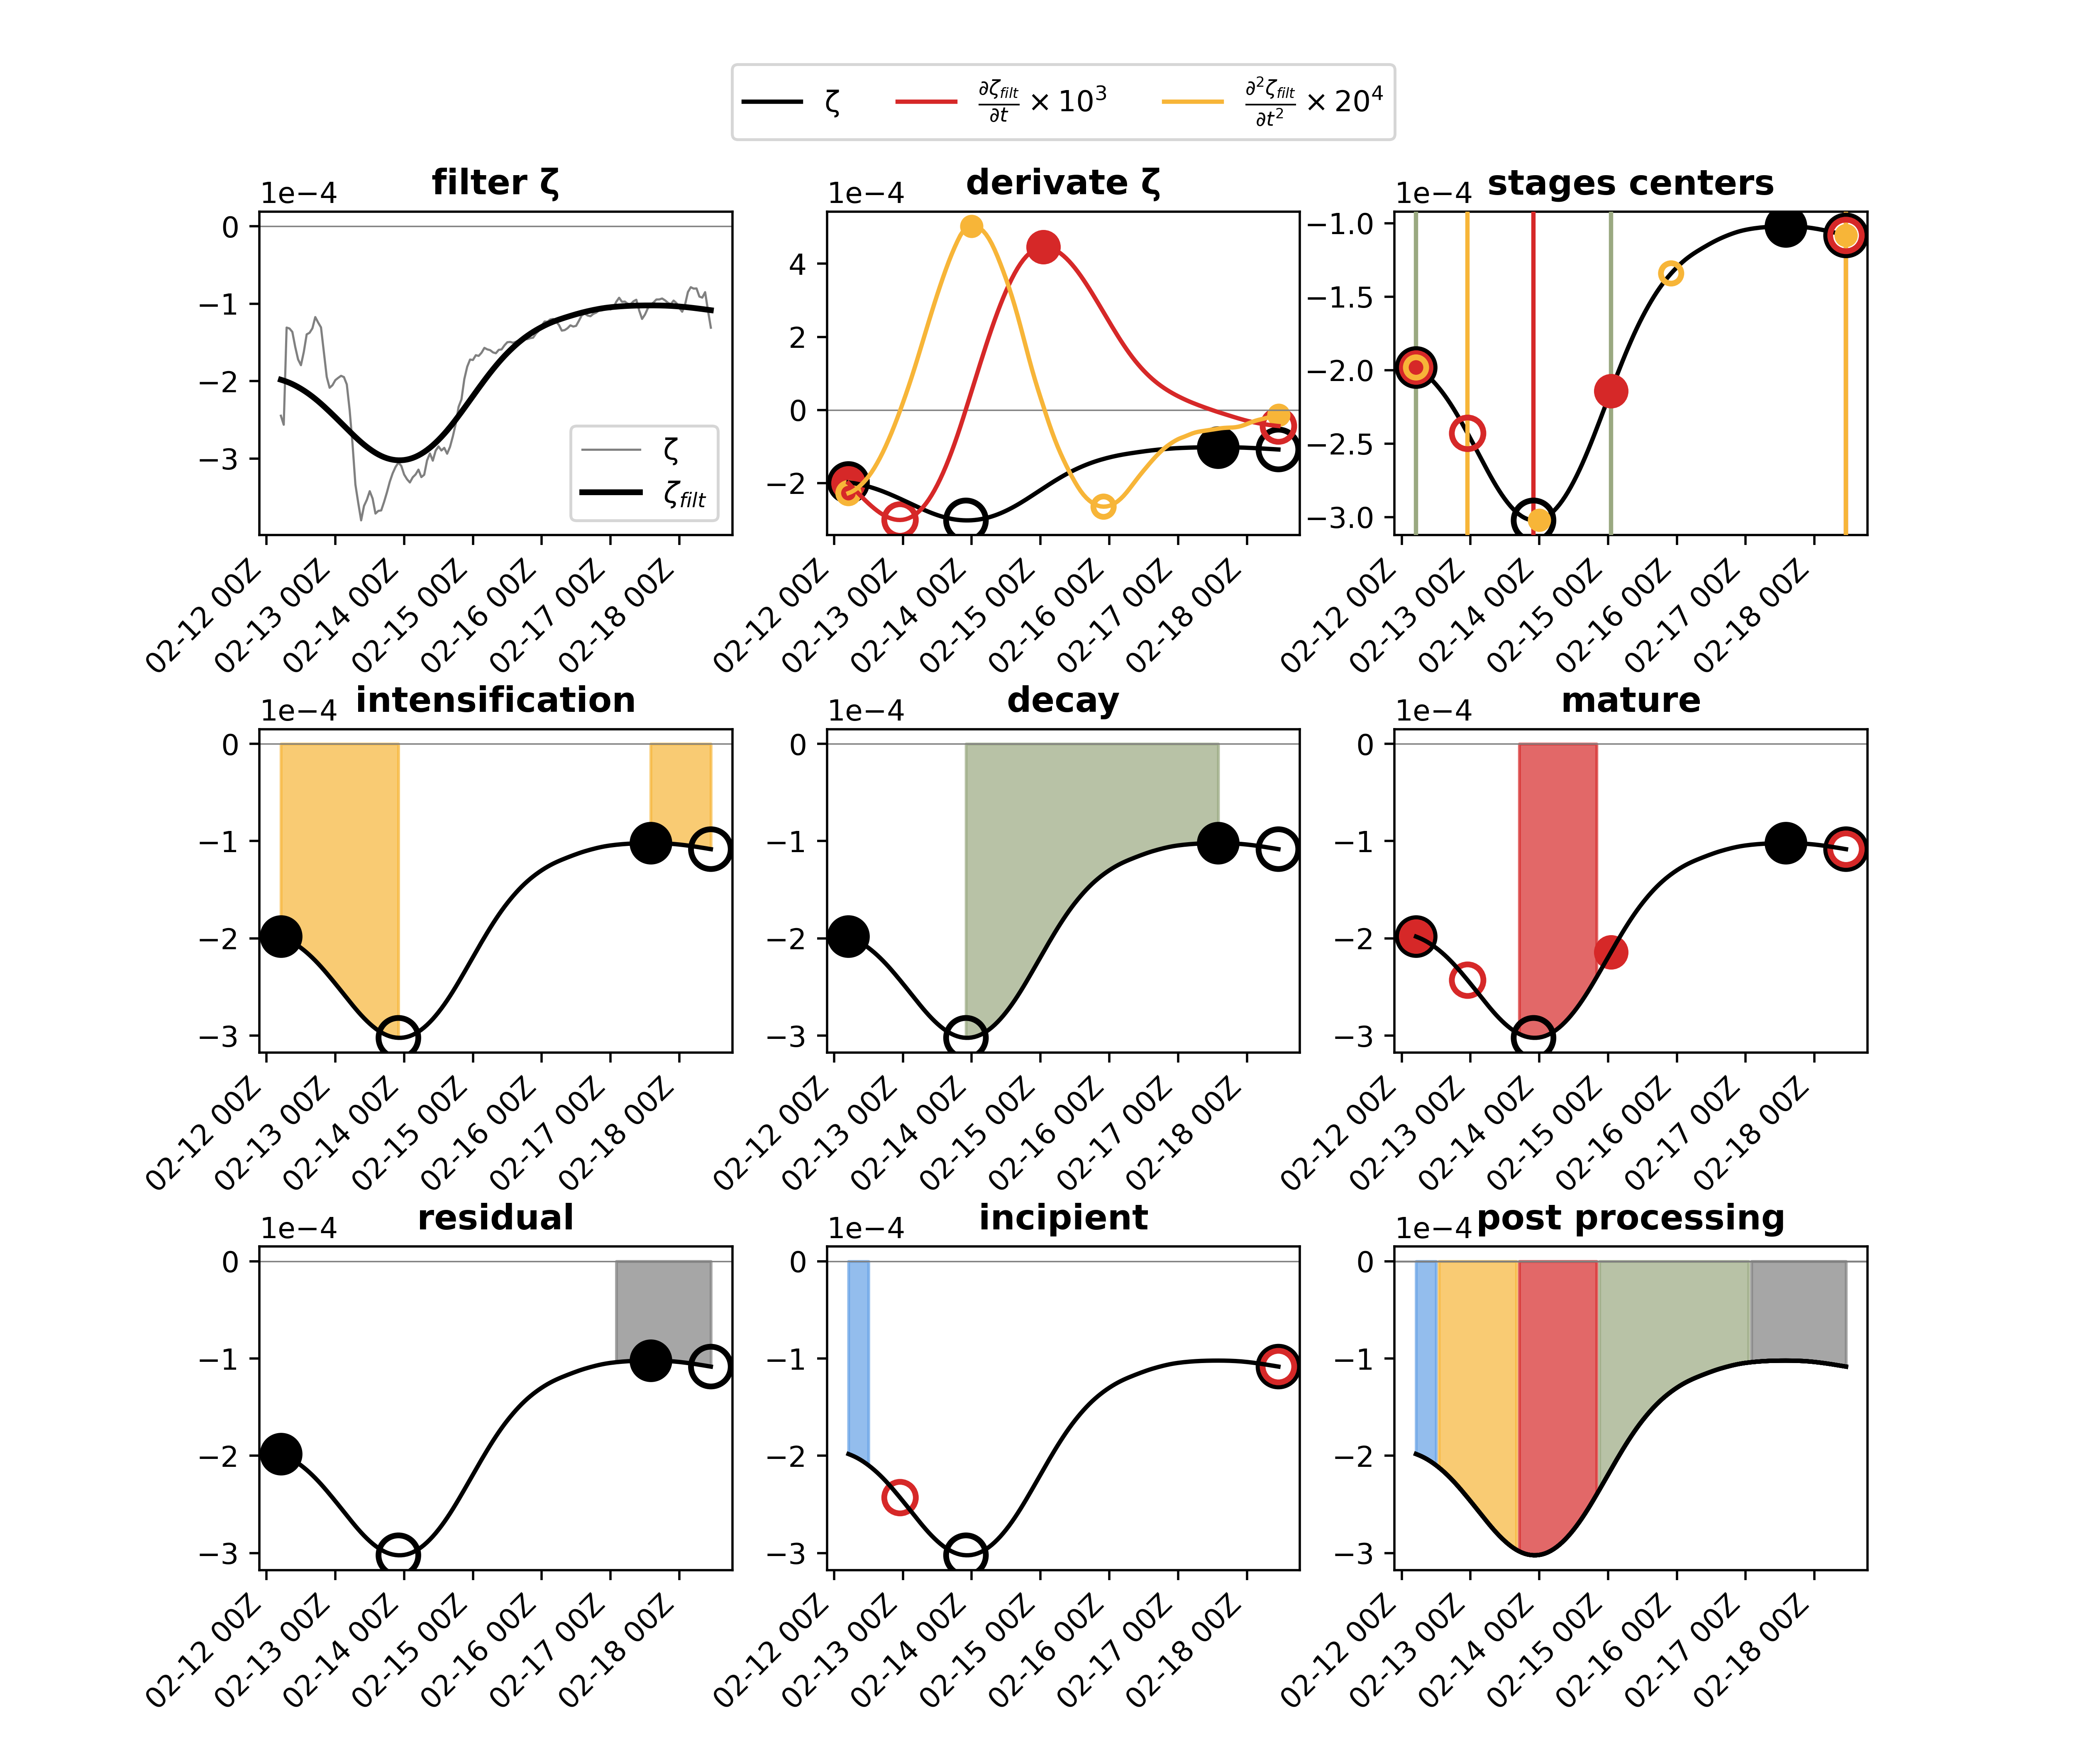 ζ
∂ζ_filt/∂t × 10³
∂²ζ_filt/∂t² × 20⁴
filter ζ
1e−4
0
−1
−2
−3
ζ
ζ_filt
02-12 00Z
02-13 00Z
02-14 00Z
02-15 00Z
02-16 00Z
02-17 00Z
02-18 00Z
derivate ζ
1e−4
4
2
0
−2
02-12 00Z
02-13 00Z
02-14 00Z
02-15 00Z
02-16 00Z
02-17 00Z
02-18 00Z
stages centers
1e−4
−1.0
−1.5
−2.0
−2.5
−3.0
02-12 00Z
02-13 00Z
02-14 00Z
02-15 00Z
02-16 00Z
02-17 00Z
02-18 00Z
intensification
1e−4
0
−1
−2
−3
02-12 00Z
02-13 00Z
02-14 00Z
02-15 00Z
02-16 00Z
02-17 00Z
02-18 00Z
decay
1e−4
0
−1
−2
−3
02-12 00Z
02-13 00Z
02-14 00Z
02-15 00Z
02-16 00Z
02-17 00Z
02-18 00Z
mature
1e−4
0
−1
−2
−3
02-12 00Z
02-13 00Z
02-14 00Z
02-15 00Z
02-16 00Z
02-17 00Z
02-18 00Z
residual
1e−4
0
−1
−2
−3
02-12 00Z
02-13 00Z
02-14 00Z
02-15 00Z
02-16 00Z
02-17 00Z
02-18 00Z
incipient
1e−4
0
−1
−2
−3
02-12 00Z
02-13 00Z
02-14 00Z
02-15 00Z
02-16 00Z
02-17 00Z
02-18 00Z
post processing
1e−4
0
−1
−2
−3
02-12 00Z
02-13 00Z
02-14 00Z
02-15 00Z
02-16 00Z
02-17 00Z
02-18 00Z